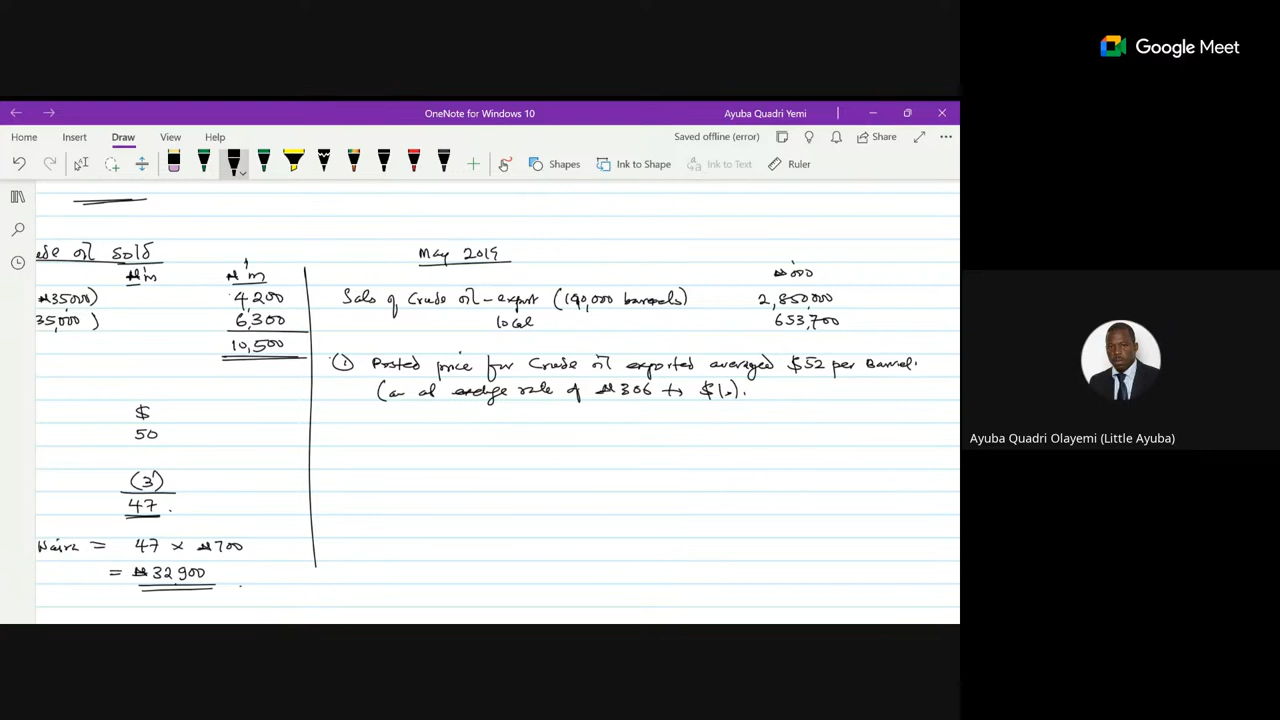 Google Meet
OneNote for Windows 10
Ayuba Quadri Yemi
Home Insert Draw View Help
Saved offline (error)
Share
Shapes
Ink to Shape
Ink to Text
Ruler
ude oil sold
₦'m
₦'m
₦35000) 4,200
35,000) 6,300
10,500
$
50
(3)
47
Naira = 47 x ₦700
= ₦32,900
May 2019
₦'000
Sales of Crude oil - export (190,000 barrels) 2,850,000
local 653,700
(1) Posted price for Crude oil exported averaged $52 per Barrel.
rate of ₦306 to $1.).
Ayuba Quadri Olayemi (Little Ayuba)